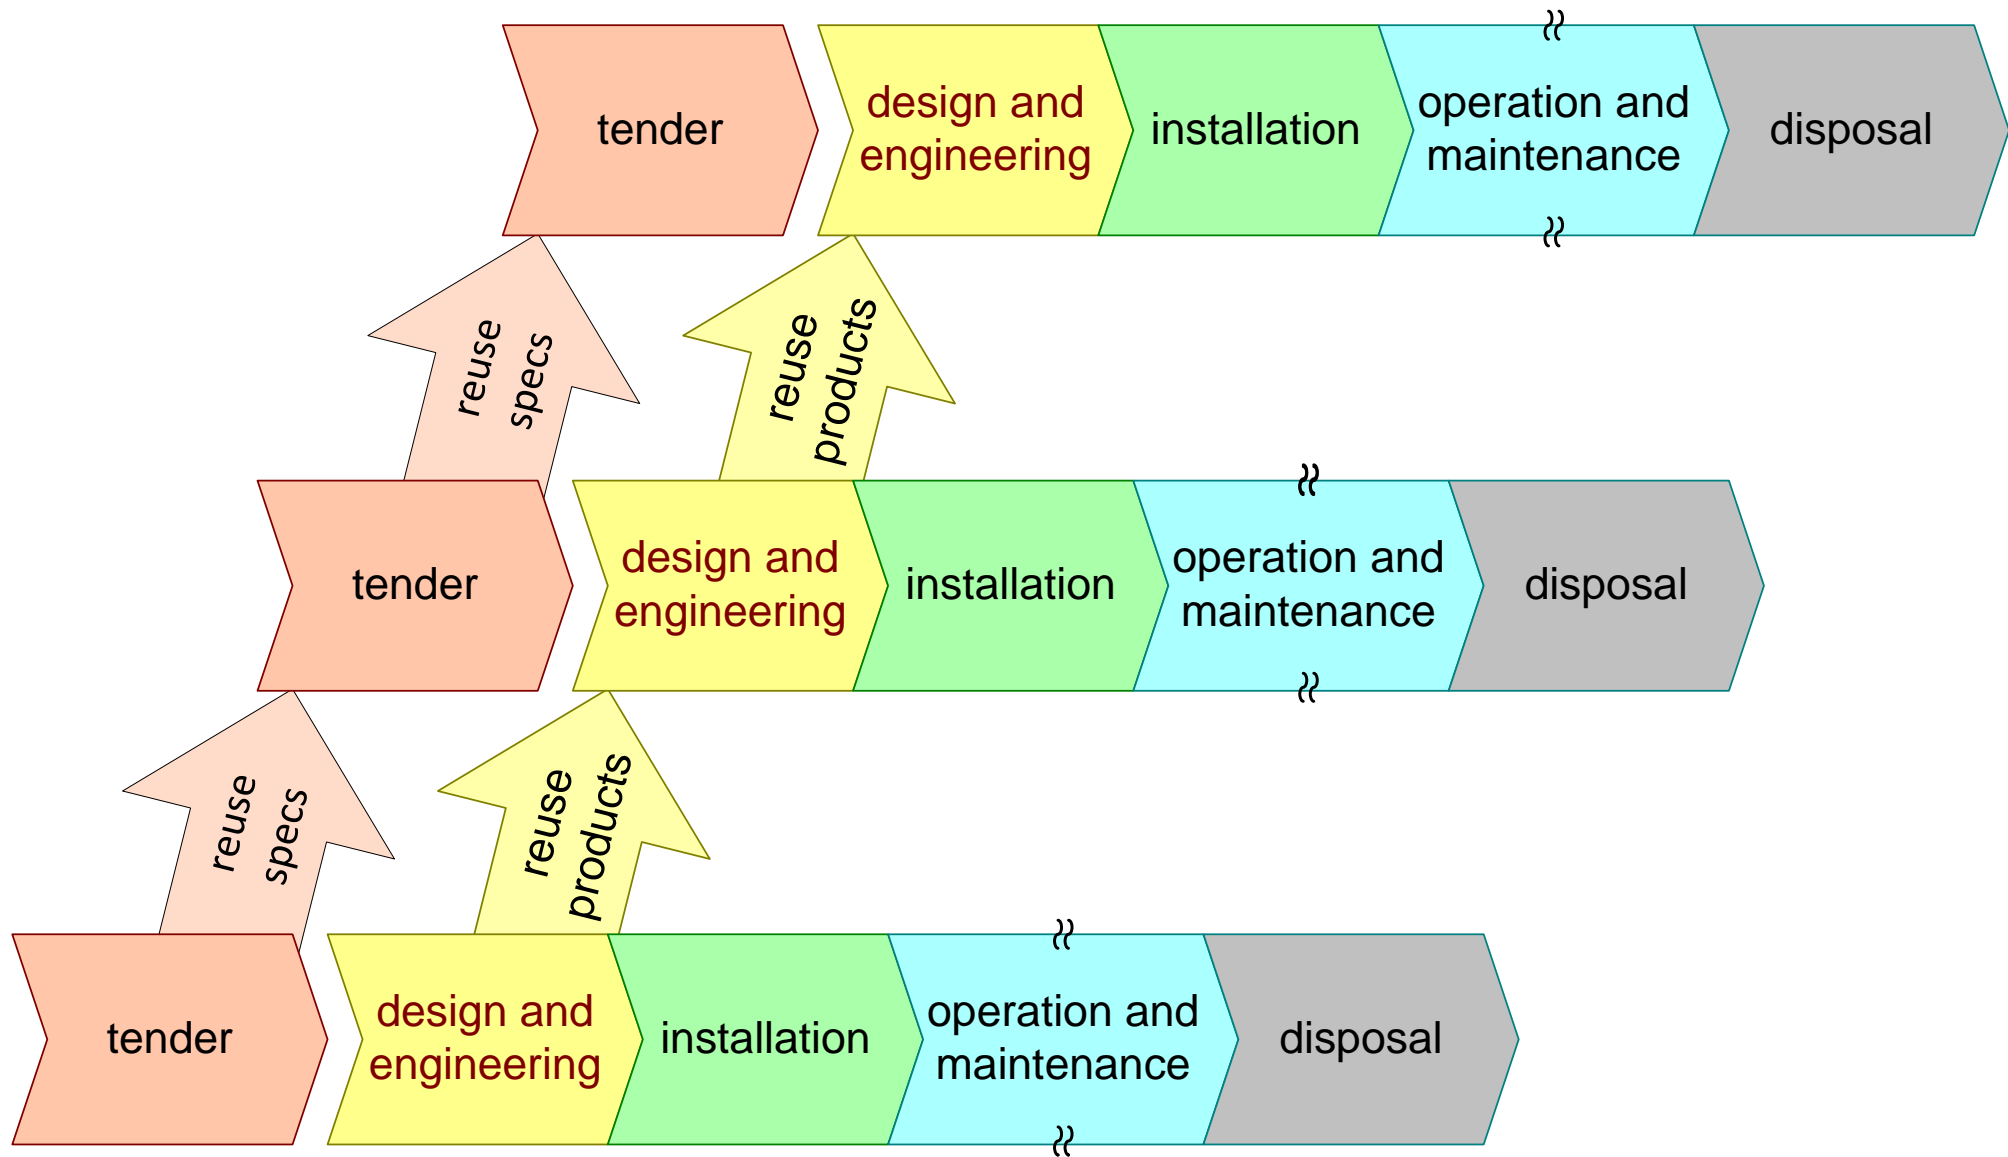 tender
design and
engineering
installation
operation and
maintenance
disposal
reuse
specs
reuse
products
tender
design and
engineering
installation
operation and
maintenance
disposal
reuse
specs
reuse
products
tender
design and
engineering
installation
operation and
maintenance
disposal